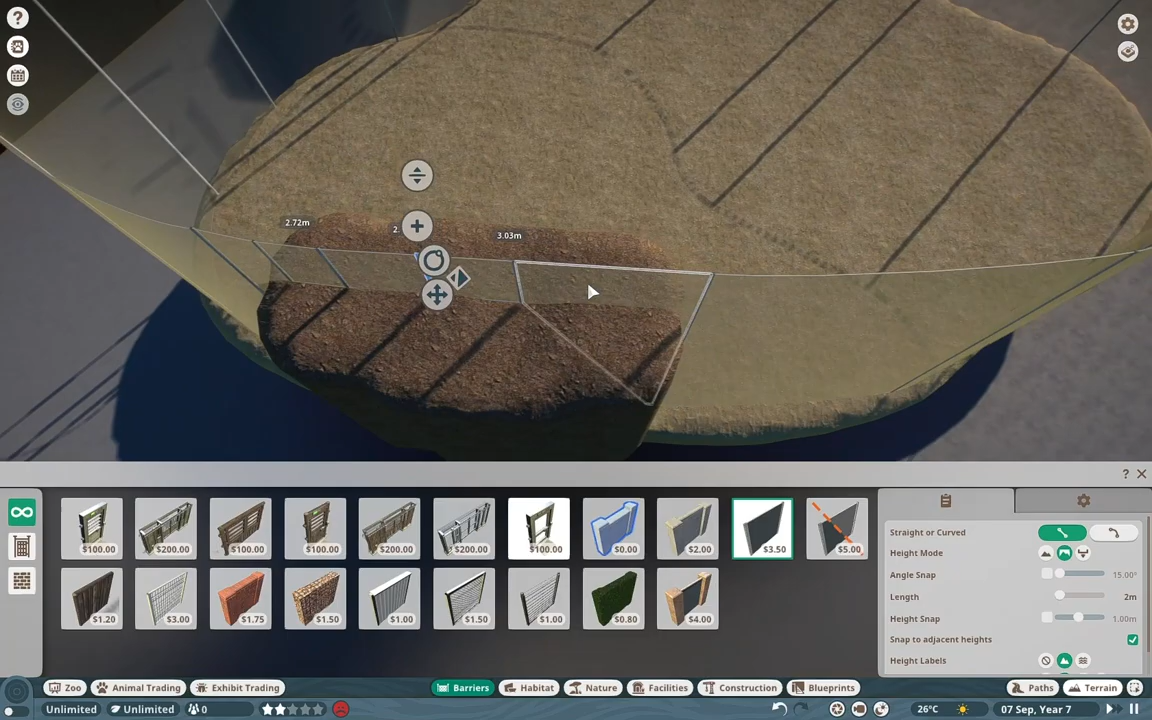 ?
2.72m
2.
3.03m
?
$100.00
$200.00
$100.00
$100.00
$200.00
$200.00
$100.00
$0.00
$2.00
$3.50
$5.00
$1.20
$3.00
$1.75
$1.50
$1.00
$1.50
$1.00
$0.80
$4.00
Straight or Curved
Height Mode
Angle Snap 15.00°
Length 2m
Height Snap 1.00m
Snap to adjacent heights
Height Labels
Zoo
Animal Trading
Exhibit Trading
Barriers
Habitat
Nature
Facilities
Construction
Blueprints
Paths
Terrain
Unlimited
Unlimited
0
26°C
07 Sep, Year 7